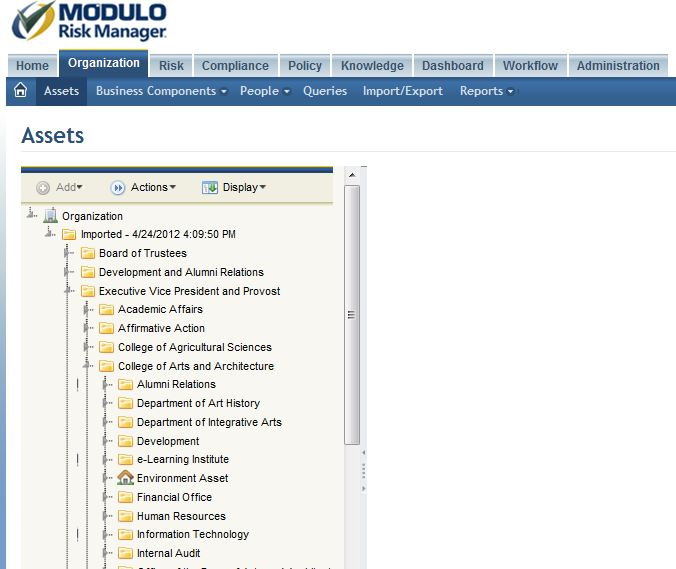 MODULO
Risk Manager
Home Organization Risk Compliance Policy Knowledge Dashboard Workflow Administration
Assets Business Components People Queries Import/Export Reports
Assets
Add Actions Display
Organization
Imported - 4/24/2012 4:09:50 PM
Board of Trustees
Development and Alumni Relations
Executive Vice President and Provost
Academic Affairs
Affirmative Action
College of Agricultural Sciences
College of Arts and Architecture
Alumni Relations
Department of Art History
Department of Integrative Arts
Development
e-Learning Institute
Environment Asset
Financial Office
Human Resources
Information Technology
Internal Audit